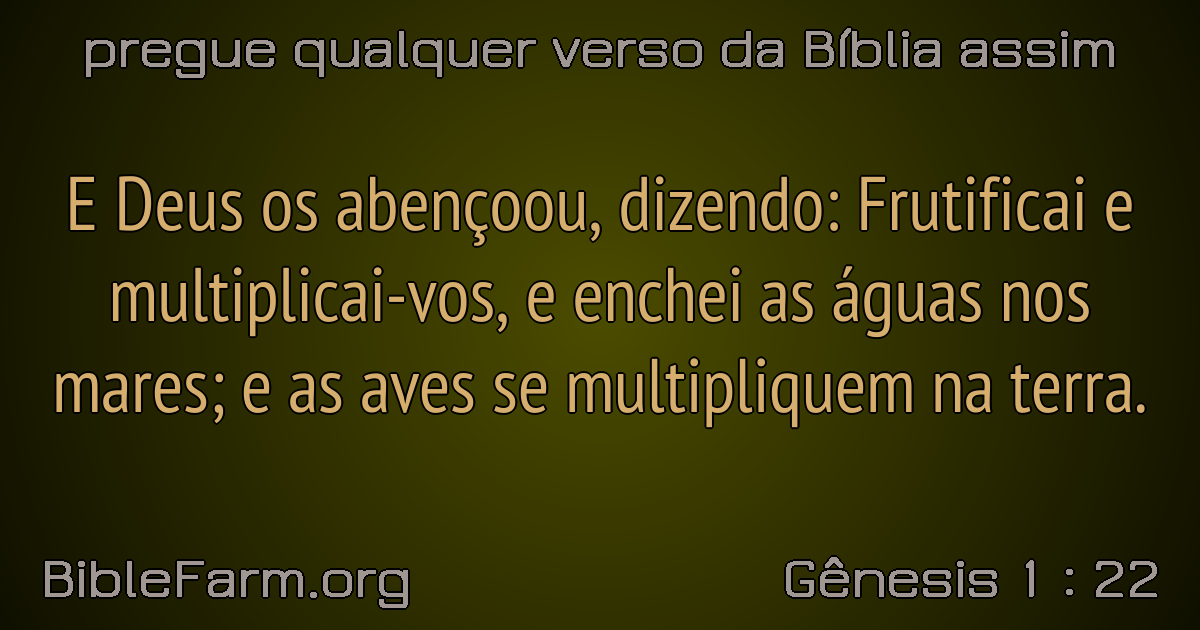 pregue qualquer verso da Bíblia assim
E Deus os abençoou, dizendo: Frutificai e
multiplicai-vos, e enchei as águas nos
mares; e as aves se multipliquem na terra.
BibleFarm.org
Gênesis 1 : 22